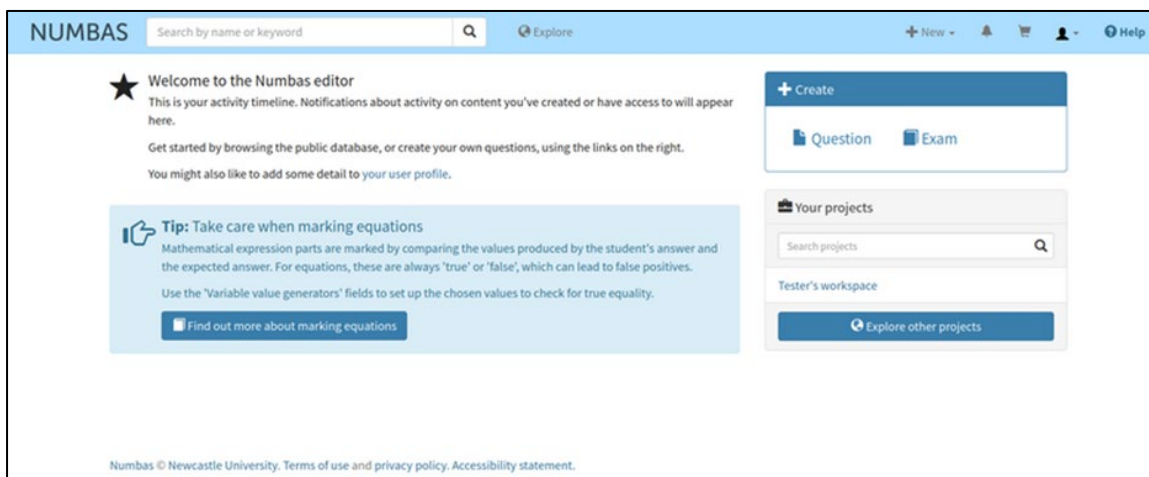 NUMBAS Search by name or keyword Explore New Help
Welcome to the Numbas editor
This is your activity timeline. Notifications about activity on content you've created or have access to will appear
here.
Get started by browsing the public database, or create your own questions, using the links on the right.
You might also like to add some detail to your user profile.
Tip: Take care when marking equations
Mathematical expression parts are marked by comparing the values produced by the student's answer and
the expected answer. For equations, these are always 'true' or 'false', which can lead to false positives.
Use the 'Variable value generators' fields to set up the chosen values to check for true equality.
Find out more about marking equations
Create
Question Exam
Your projects
Search projects
Tester's workspace
Explore other projects
Numbas © Newcastle University. Terms of use and privacy policy. Accessibility statement.